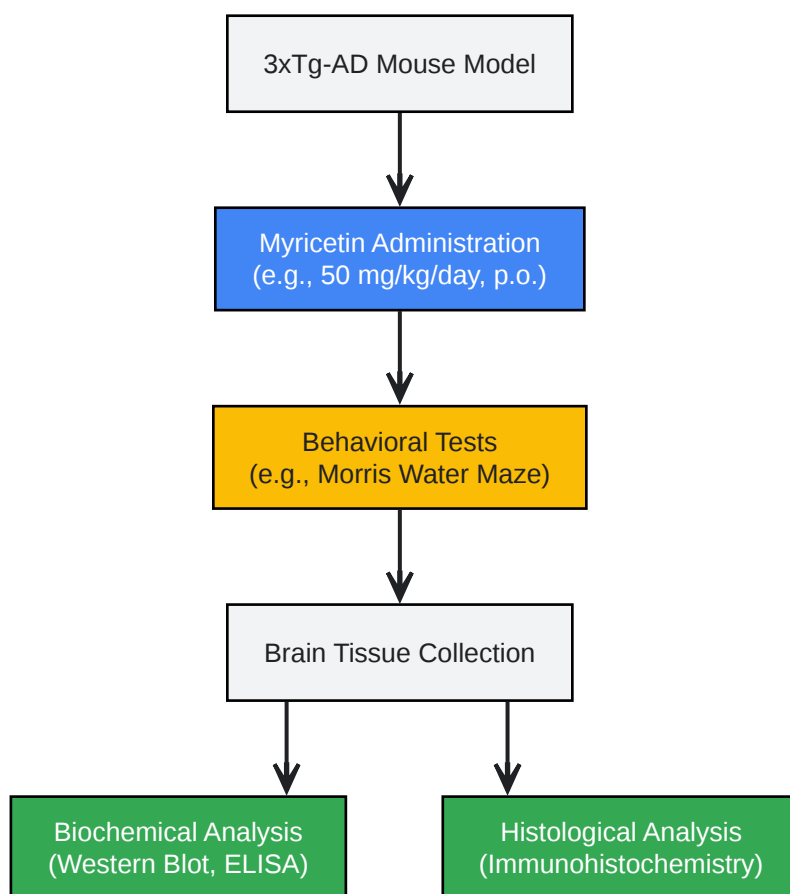 3xTg-AD Mouse Model
Myricetin Administration
(e.g., 50 mg/kg/day, p.o.)
Behavioral Tests
(e.g., Morris Water Maze)
Brain Tissue Collection
Biochemical Analysis
(Western Blot, ELISA)
Histological Analysis
(Immunohistochemistry)